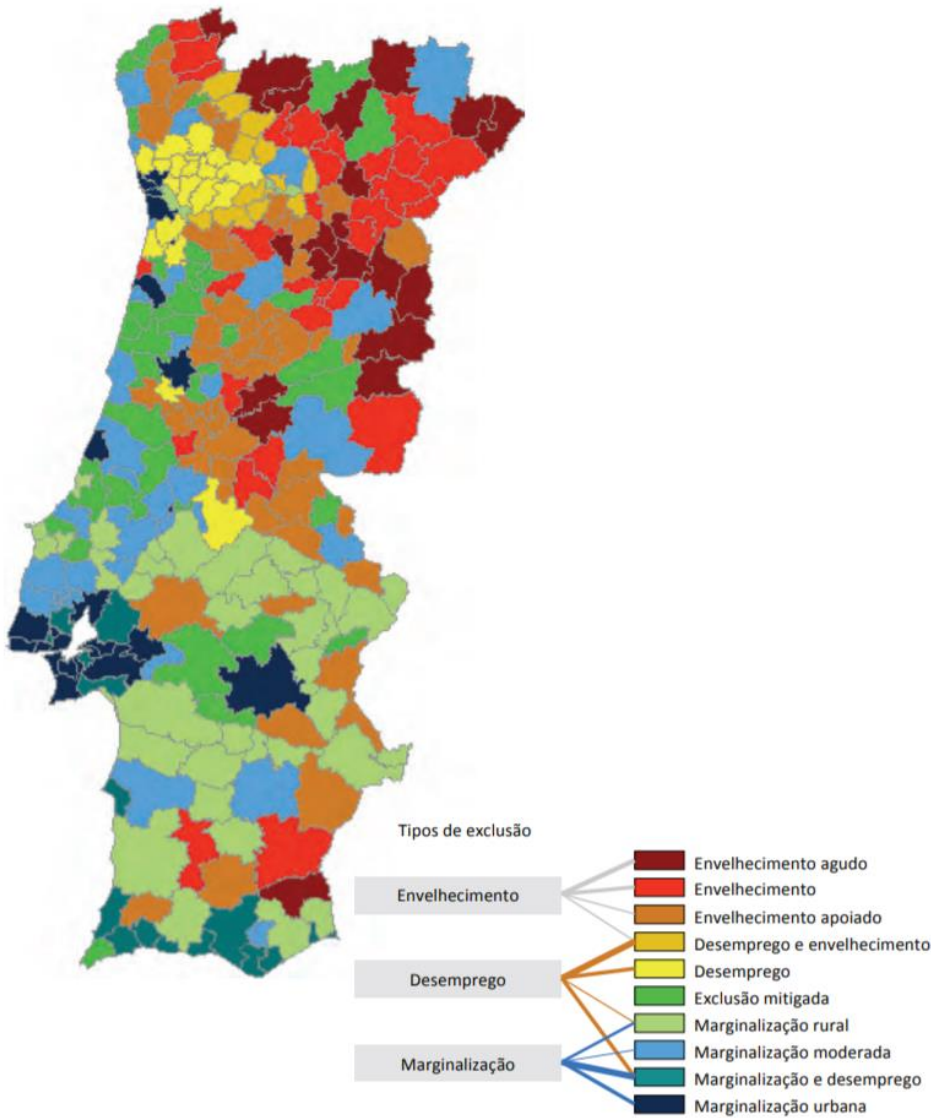 Tipos de exclusão
Envelhecimento
Desemprego
Marginalização
Envelhecimento agudo
Envelhecimento
Envelhecimento apoiado
Desemprego e envelhecimento
Desemprego
Exclusão mitigada
Marginalização rural
Marginalização moderada
Marginalização e desemprego
Marginalização urbana